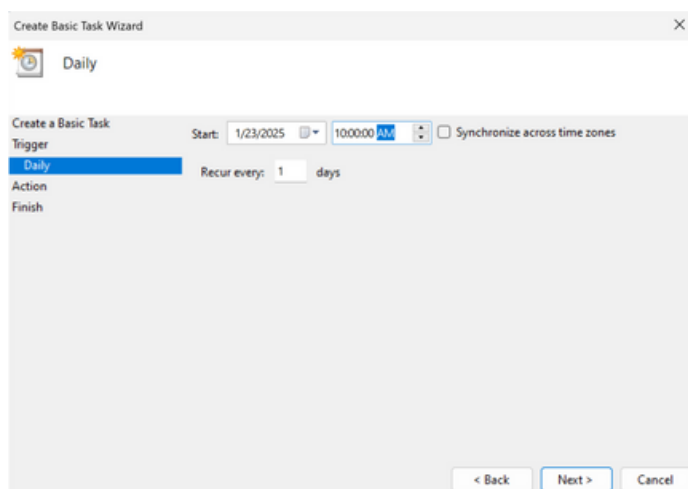 Create Basic Task Wizard
Daily
Create a Basic Task
Trigger
Daily
Action
Finish
Start: 1/23/2025 10:00:00 AM Synchronize across time zones
Recur every: 1 days
< Back Next > Cancel